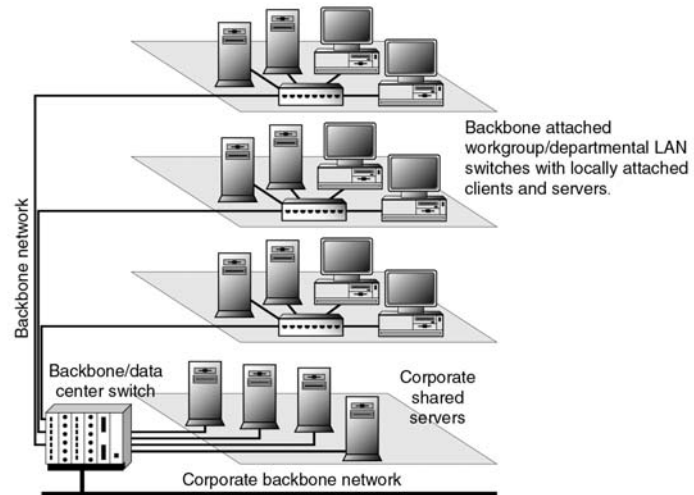 Backbone attached
workgroup/departmental LAN
switches with locally attached
clients and servers.
Backbone network
Backbone/data
center switch
Corporate
shared
servers
Corporate backbone network